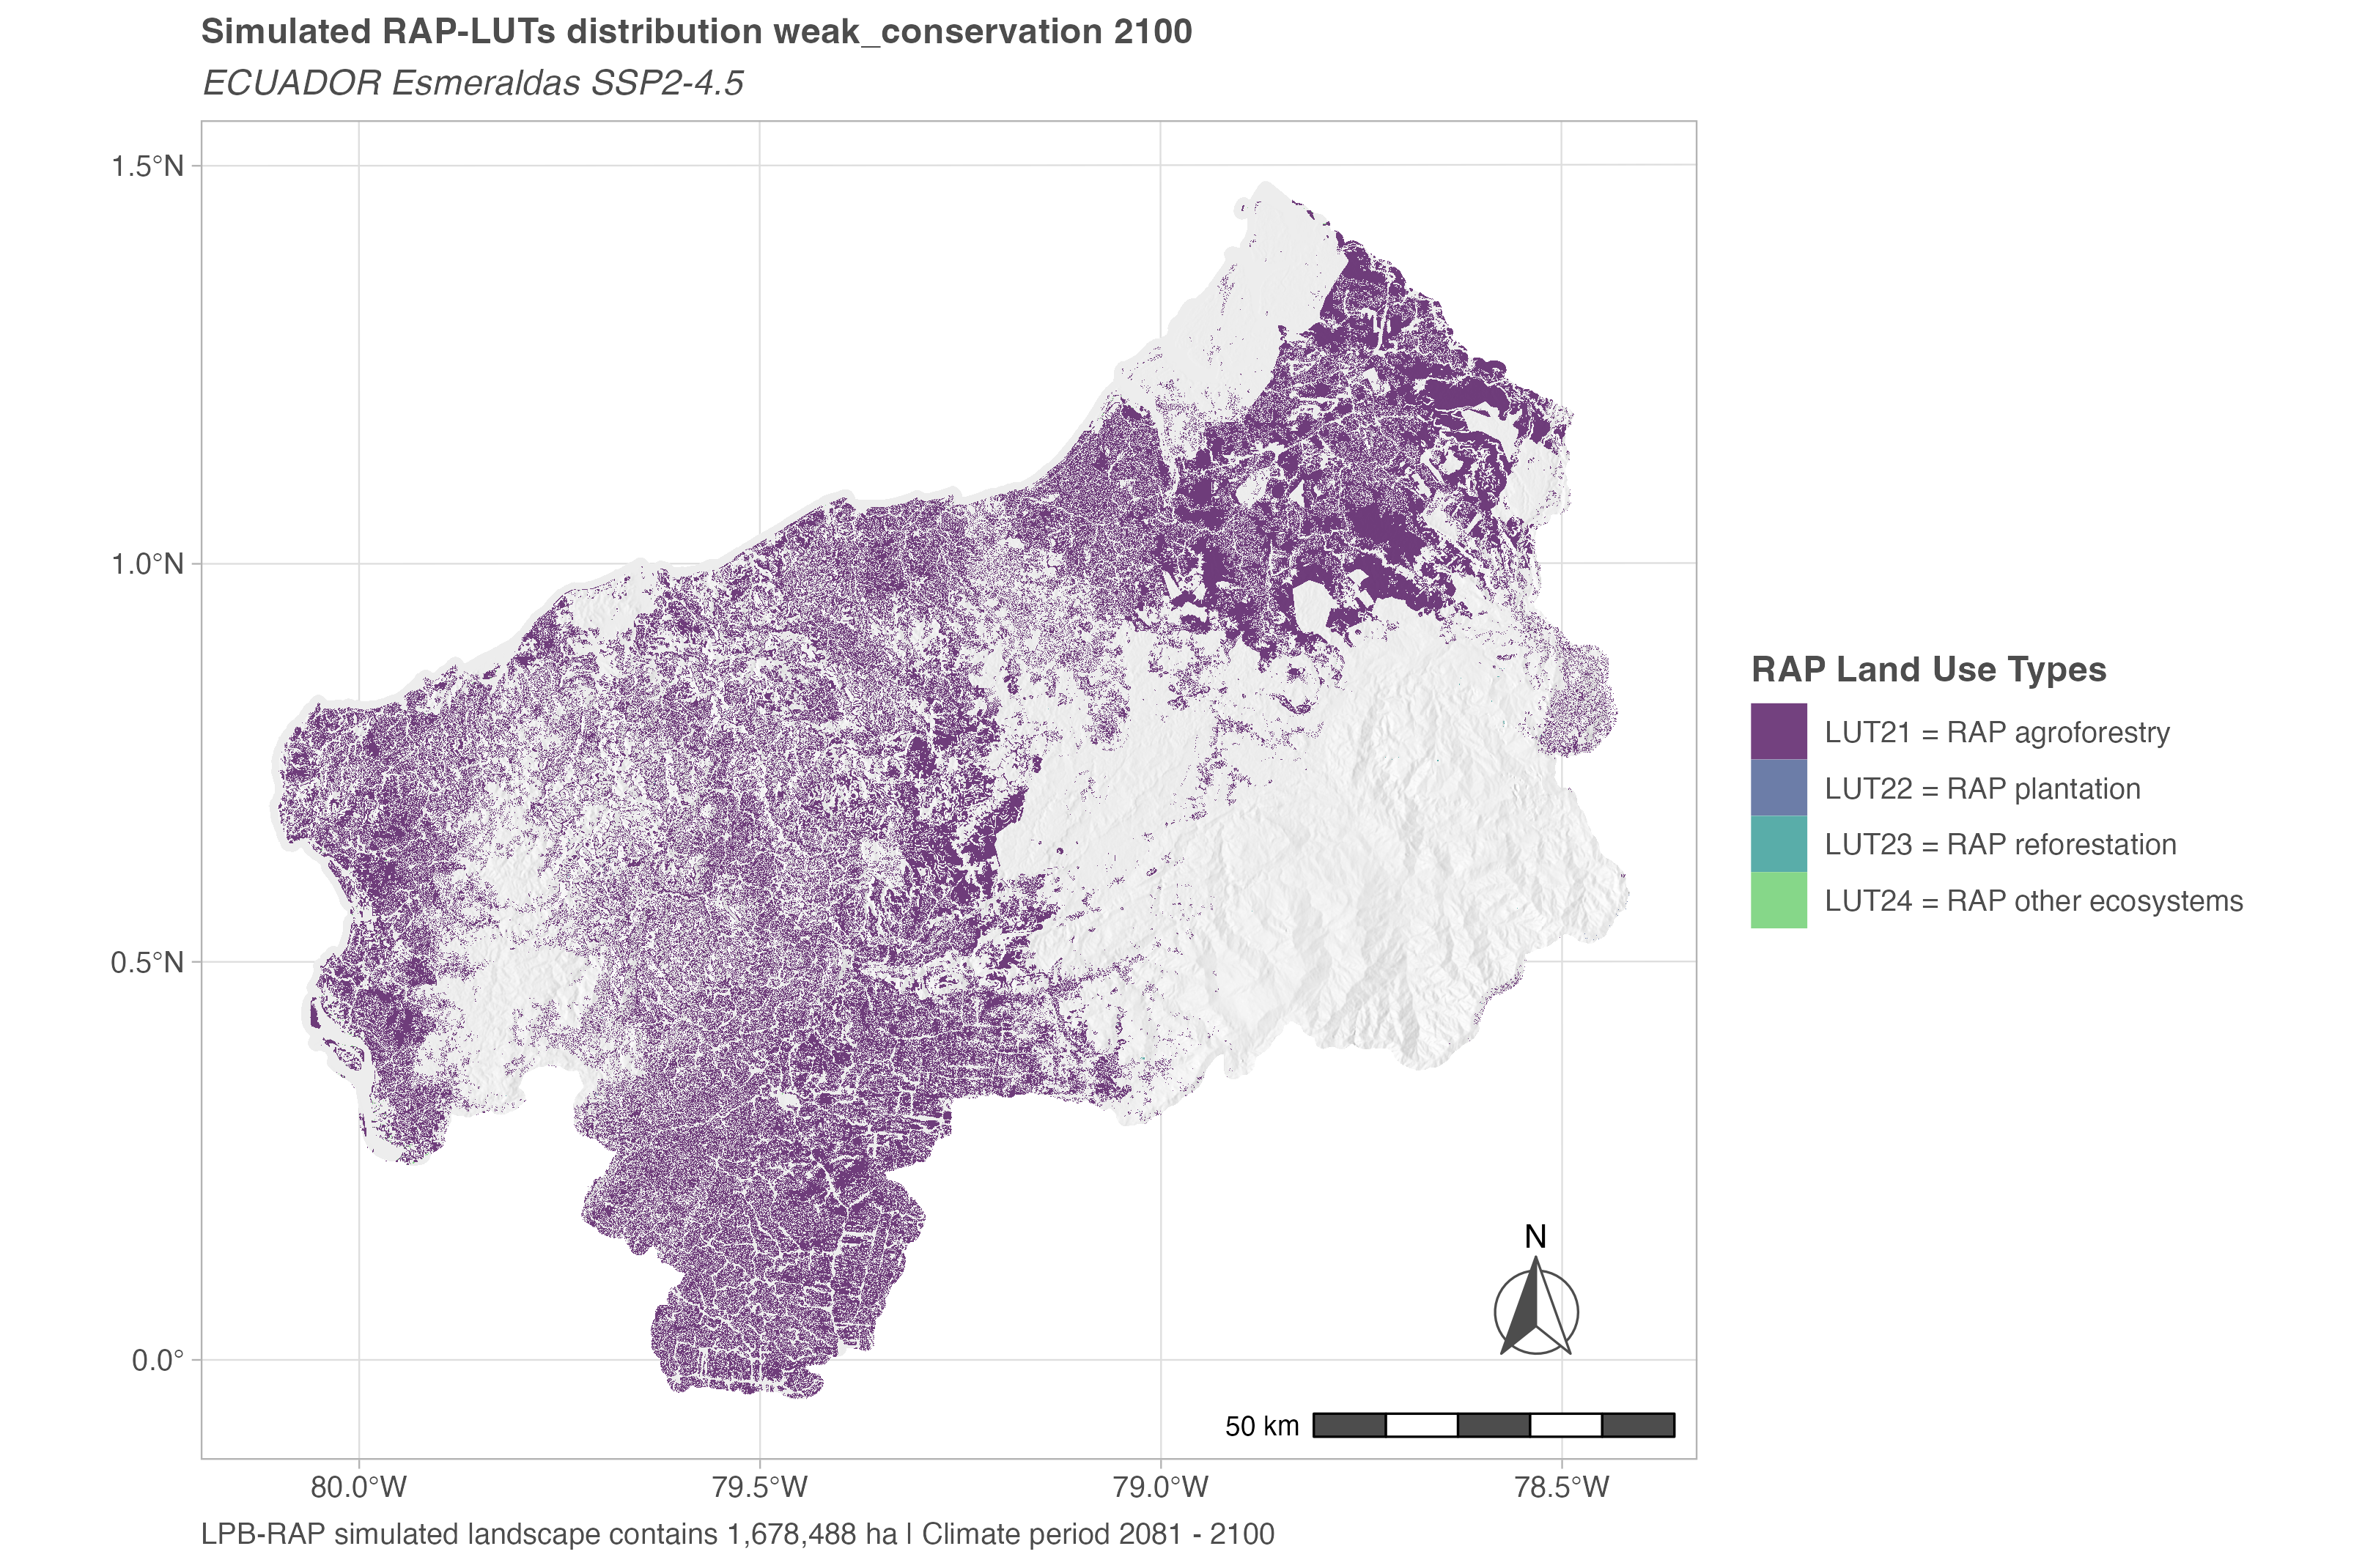 Simulated RAP-LUTs distribution weak_conservation 2100
ECUADOR Esmeraldas SSP2-4.5
1.5°N
1.0°N
0.5°N
0.0°
80.0°W
79.5°W
79.0°W
78.5°W
N
50 km
RAP Land Use Types
LUT21 = RAP agroforestry
LUT22 = RAP plantation
LUT23 = RAP reforestation
LUT24 = RAP other ecosystems
LPB-RAP simulated landscape contains 1,678,488 ha | Climate period 2081 - 2100